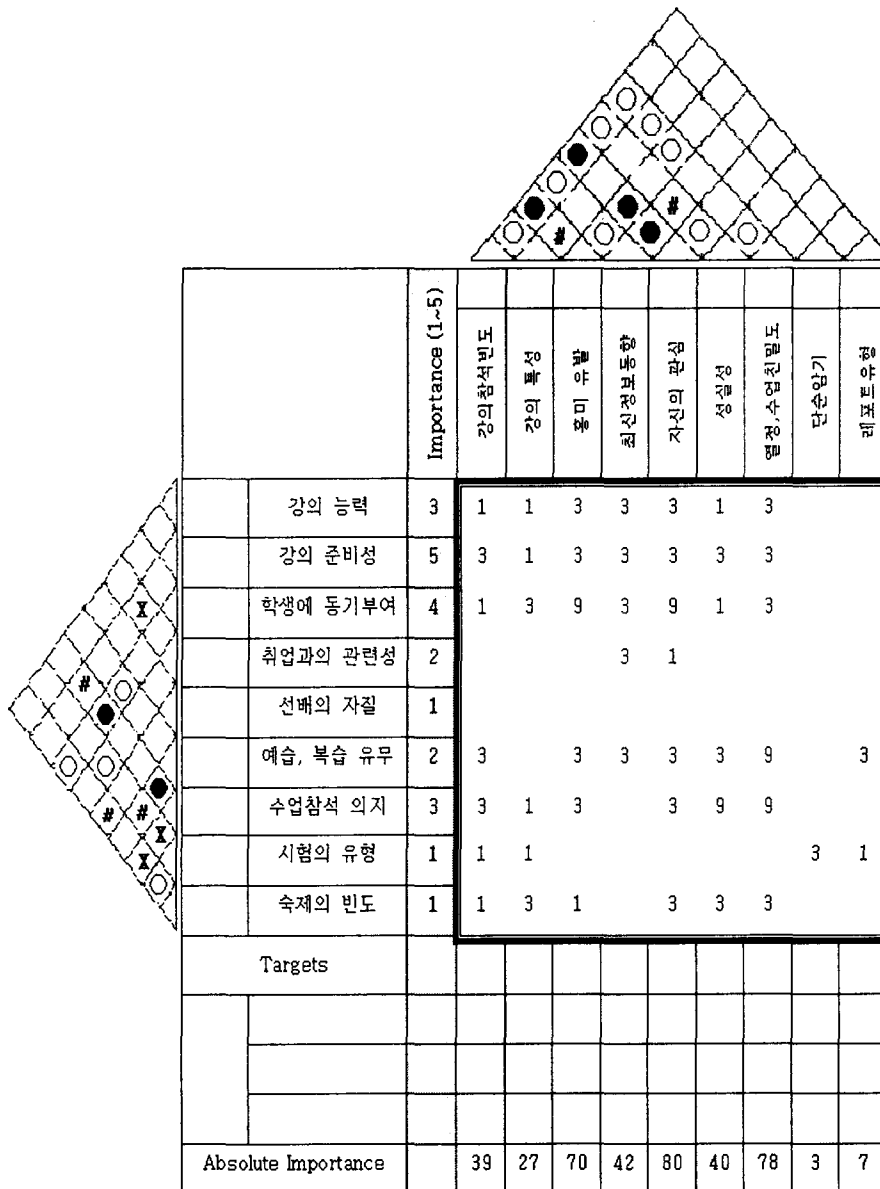 Importance (1~5)
강의참석빈도
강의 특성
흥미 유발
최신정보동향
자신의 관심
성실성
열정,수업친밀도
단순암기
레포트유형
강의 능력 3 1 1 3 3 3 1 3
강의 준비성 5 3 1 3 3 3 3 3
학생에 동기부여 4 1 3 9 3 9 1 3
취업과의 관련성 2 3 1
선배의 자질 1
예습, 복습 유무 2 3 3 3 3 3 9 3
수업참석 의지 3 3 1 3 3 9 9
시험의 유형 1 1 1 3 1
숙제의 빈도 1 1 3 1 3 3 3
Targets
Absolute Importance 39 27 70 42 80 40 78 3 7